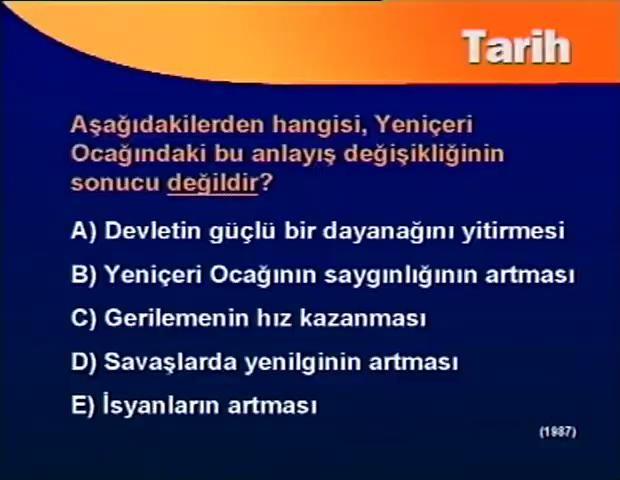 Tarih
Aşağıdakilerden hangisi, Yeniçeri
Ocağındaki bu anlayış değişikliğinin
sonucu değildir?
A) Devletin güçlü bir dayanağını yitirmesi
B) Yeniçeri Ocağının saygınlığının artması
C) Gerilemenin hız kazanması
D) Savaşlarda yenilginin artması
E) İsyanların artması
(1987)